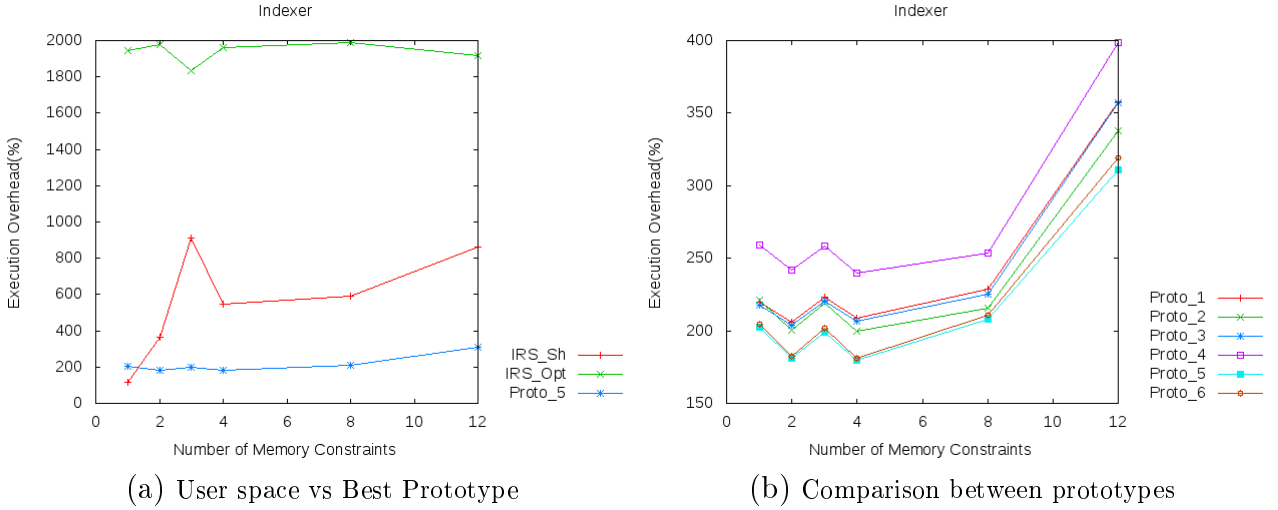 Indexer
2000
1800
1600
1400
1200
1000
800
600
400
200
0
Execution Overhead(%)
0 2 4 6 8 10 12
Number of Memory Constraints
IRS_Sh
IRS_Opt
Proto_5
(a) User space vs Best Prototype
Indexer
400
350
300
250
200
150
Execution Overhead(%)
0 2 4 6 8 10 12
Number of Memory Constraints
Proto_1
Proto_2
Proto_3
Proto_4
Proto_5
Proto_6
(b) Comparison between prototypes